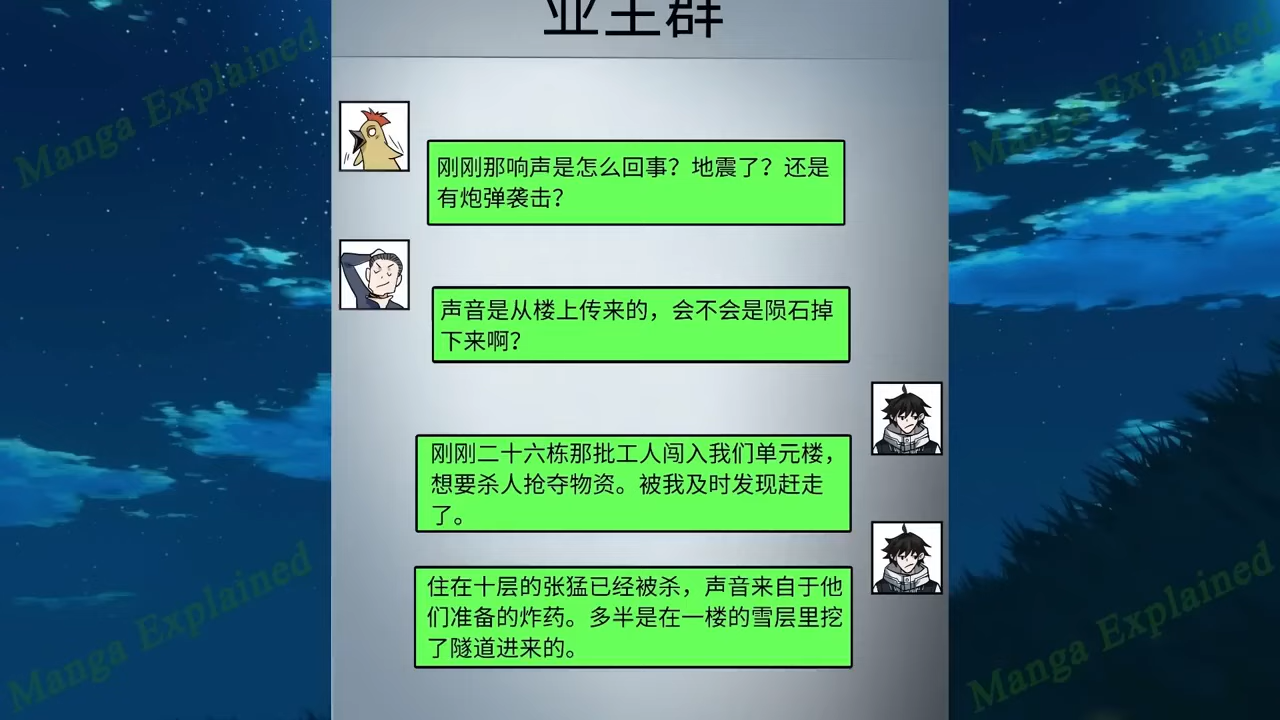 业主群
刚刚那响声是怎么回事？地震了？还是
有炮弹袭击？
声音是从楼上传来的，会不会是陨石掉
下来啊？
刚刚二十六栋那批工人闯入我们单元楼，
想要杀人抢夺物资。被我及时发现赶走
了。
住在十层的张猛已经被杀，声音来自于他
们准备的炸药。多半是在一楼的雪层里挖
了隧道进来的。
Manga Explained
Manga Explained
Manga Explained
Manga Explained